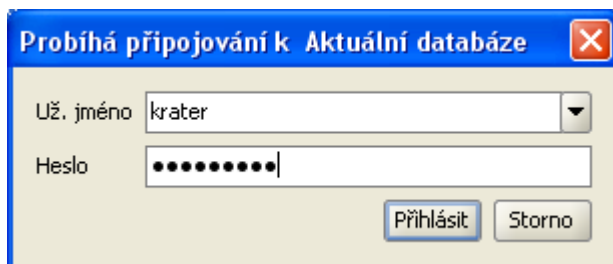 Probíhá připojování k Aktuální databáze
Už. jméno krater
Heslo •••••••••
Přihlásit Storno